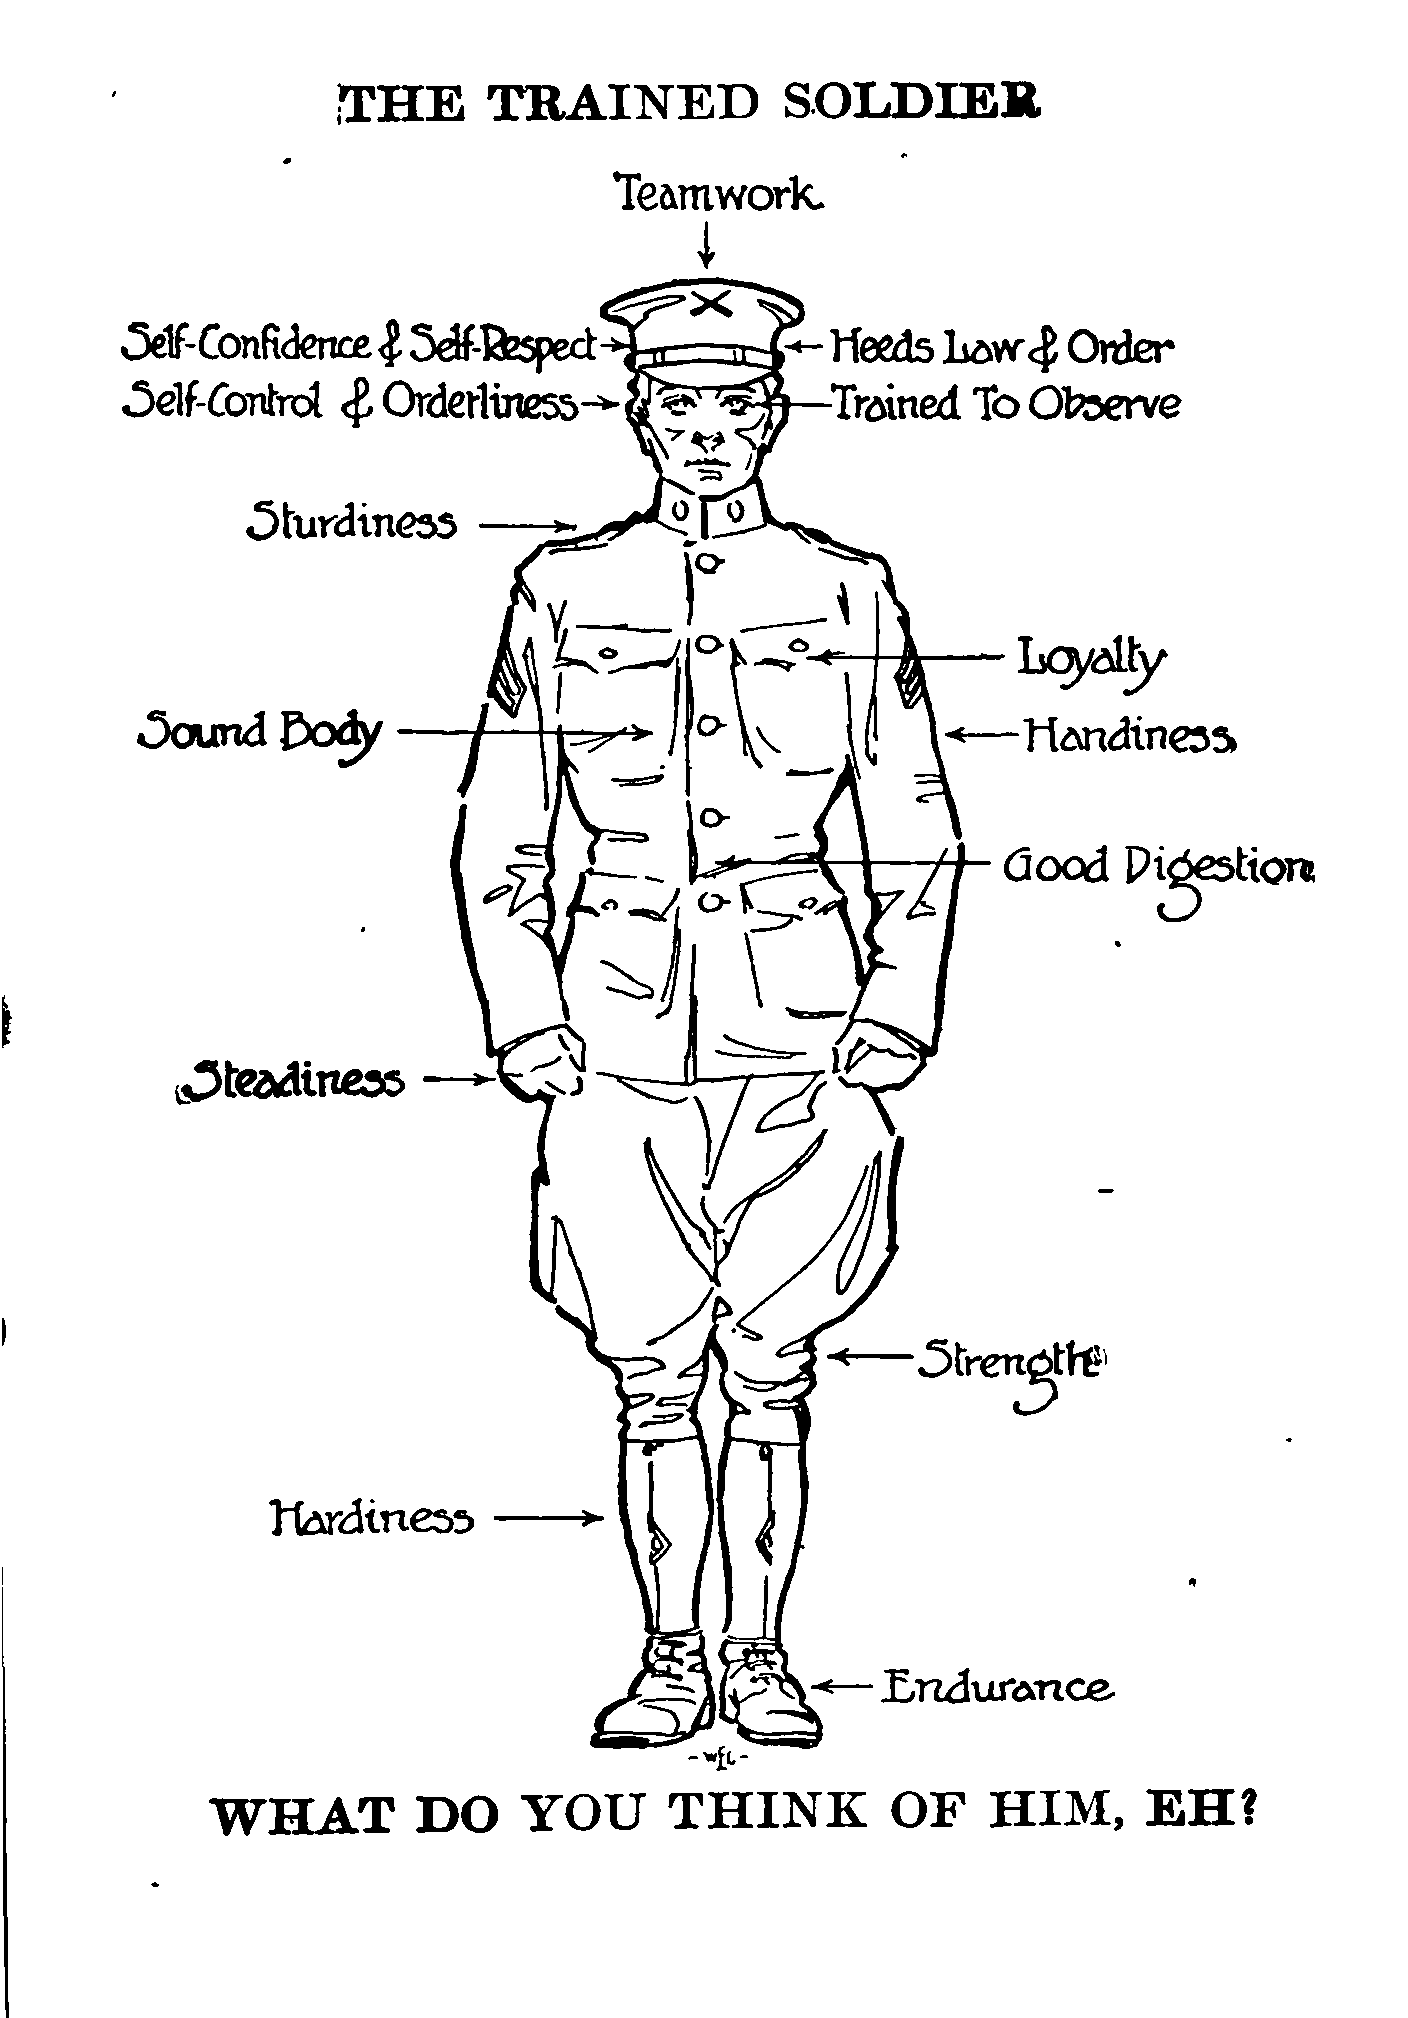 THE TRAINED SOLDIER
Teamwork
Self-Confidence & Self-Respect
Heeds Law & Order
Self-Control & Orderliness
Trained To Observe
Sturdiness
Loyalty
Sound Body
Handiness
Good Digestion
Steadiness
Strength
Hardiness
Endurance
WHAT DO YOU THINK OF HIM, EH?